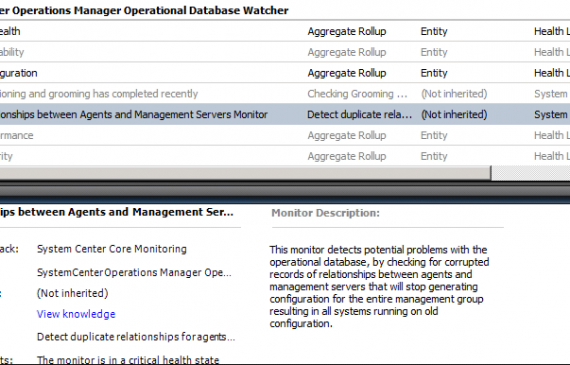 er Operations Manager Operational Database Watcher
ealth Aggregate Rollup Entity Health L
ability Aggregate Rollup Entity Health L
guration Aggregate Rollup Entity Health L
ioning and grooming has completed recently Checking Grooming ... (Not inherited) System
onships between Agents and Management Servers Monitor Detect duplicate rela... (Not inherited) System
ormance Aggregate Rollup Entity Health L
rity Aggregate Rollup Entity Health L
ips between Agents and Management Ser...
ack: System Center Core Monitoring
SystemCenterOperations Manager Ope...
: (Not inherited)
View knowledge
Detect duplicate relationships for agents...
ts: The monitor is in a critical health state
Monitor Description:
This monitor detects potential problems with the
operational database, by checking for corrupted
records of relationships between agents and
management servers that will stop generating
configuration for the entire management group
resulting in all systems running on old
configuration.